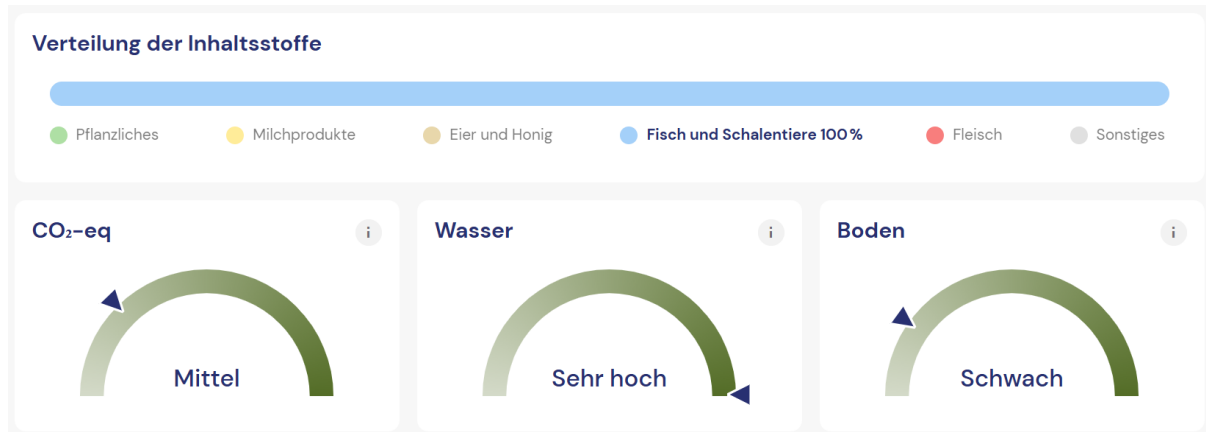 Verteilung der Inhaltsstoffe
Pflanzliches Milchprodukte Eier und Honig Fisch und Schalentiere 100 % Fleisch Sonstiges
CO₂-eq i Wasser i Boden i
Mittel Sehr hoch Schwach